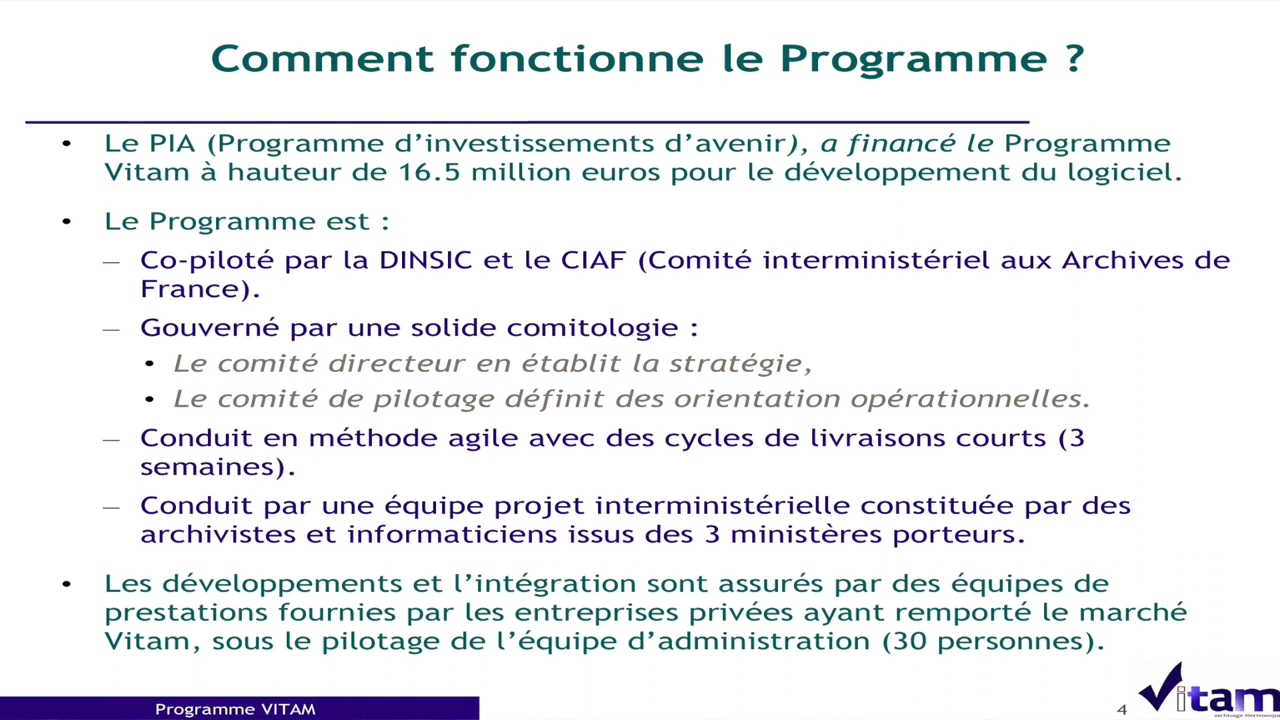 Comment fonctionne le Programme ?
• Le PIA (Programme d’investissements d’avenir), a financé le Programme
Vitam à hauteur de 16.5 million euros pour le développement du logiciel.
• Le Programme est :
— Co-piloté par la DINSIC et le CIAF (Comité interministériel aux Archives de
France).
— Gouverné par une solide comitologie :
• Le comité directeur en établit la stratégie,
• Le comité de pilotage définit des orientation opérationnelles.
— Conduit en méthode agile avec des cycles de livraisons courts (3
semaines).
— Conduit par une équipe projet interministérielle constituée par des
archivistes et informaticiens issus des 3 ministères porteurs.
• Les développements et l’intégration sont assurés par des équipes de
prestations fournies par les entreprises privées ayant remporté le marché
Vitam, sous le pilotage de l’équipe d’administration (30 personnes).
Programme VITAM
4
Vitam